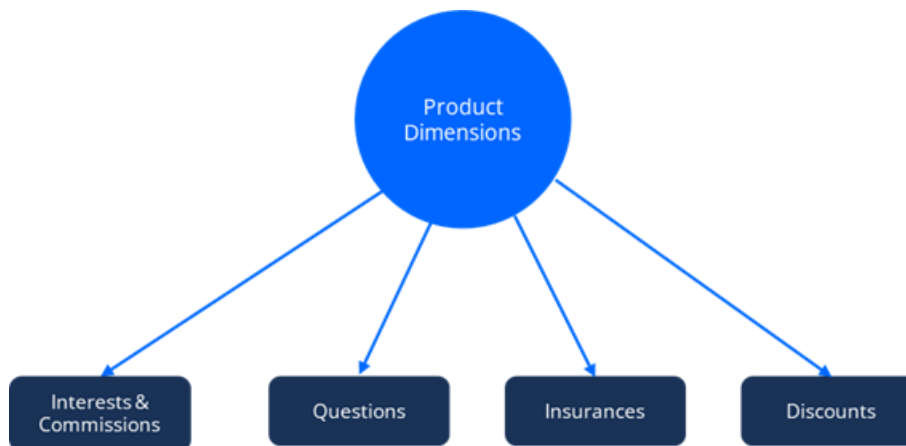 Product
Dimensions
Interests &
Commissions
Questions
Insurances
Discounts